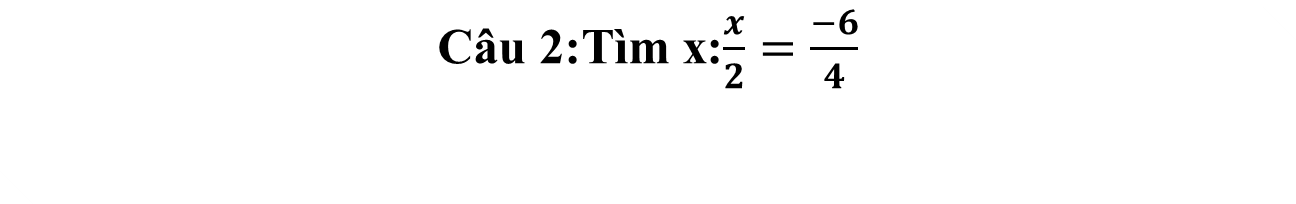 Câu 2:Tìm x:x/2 = -6/4